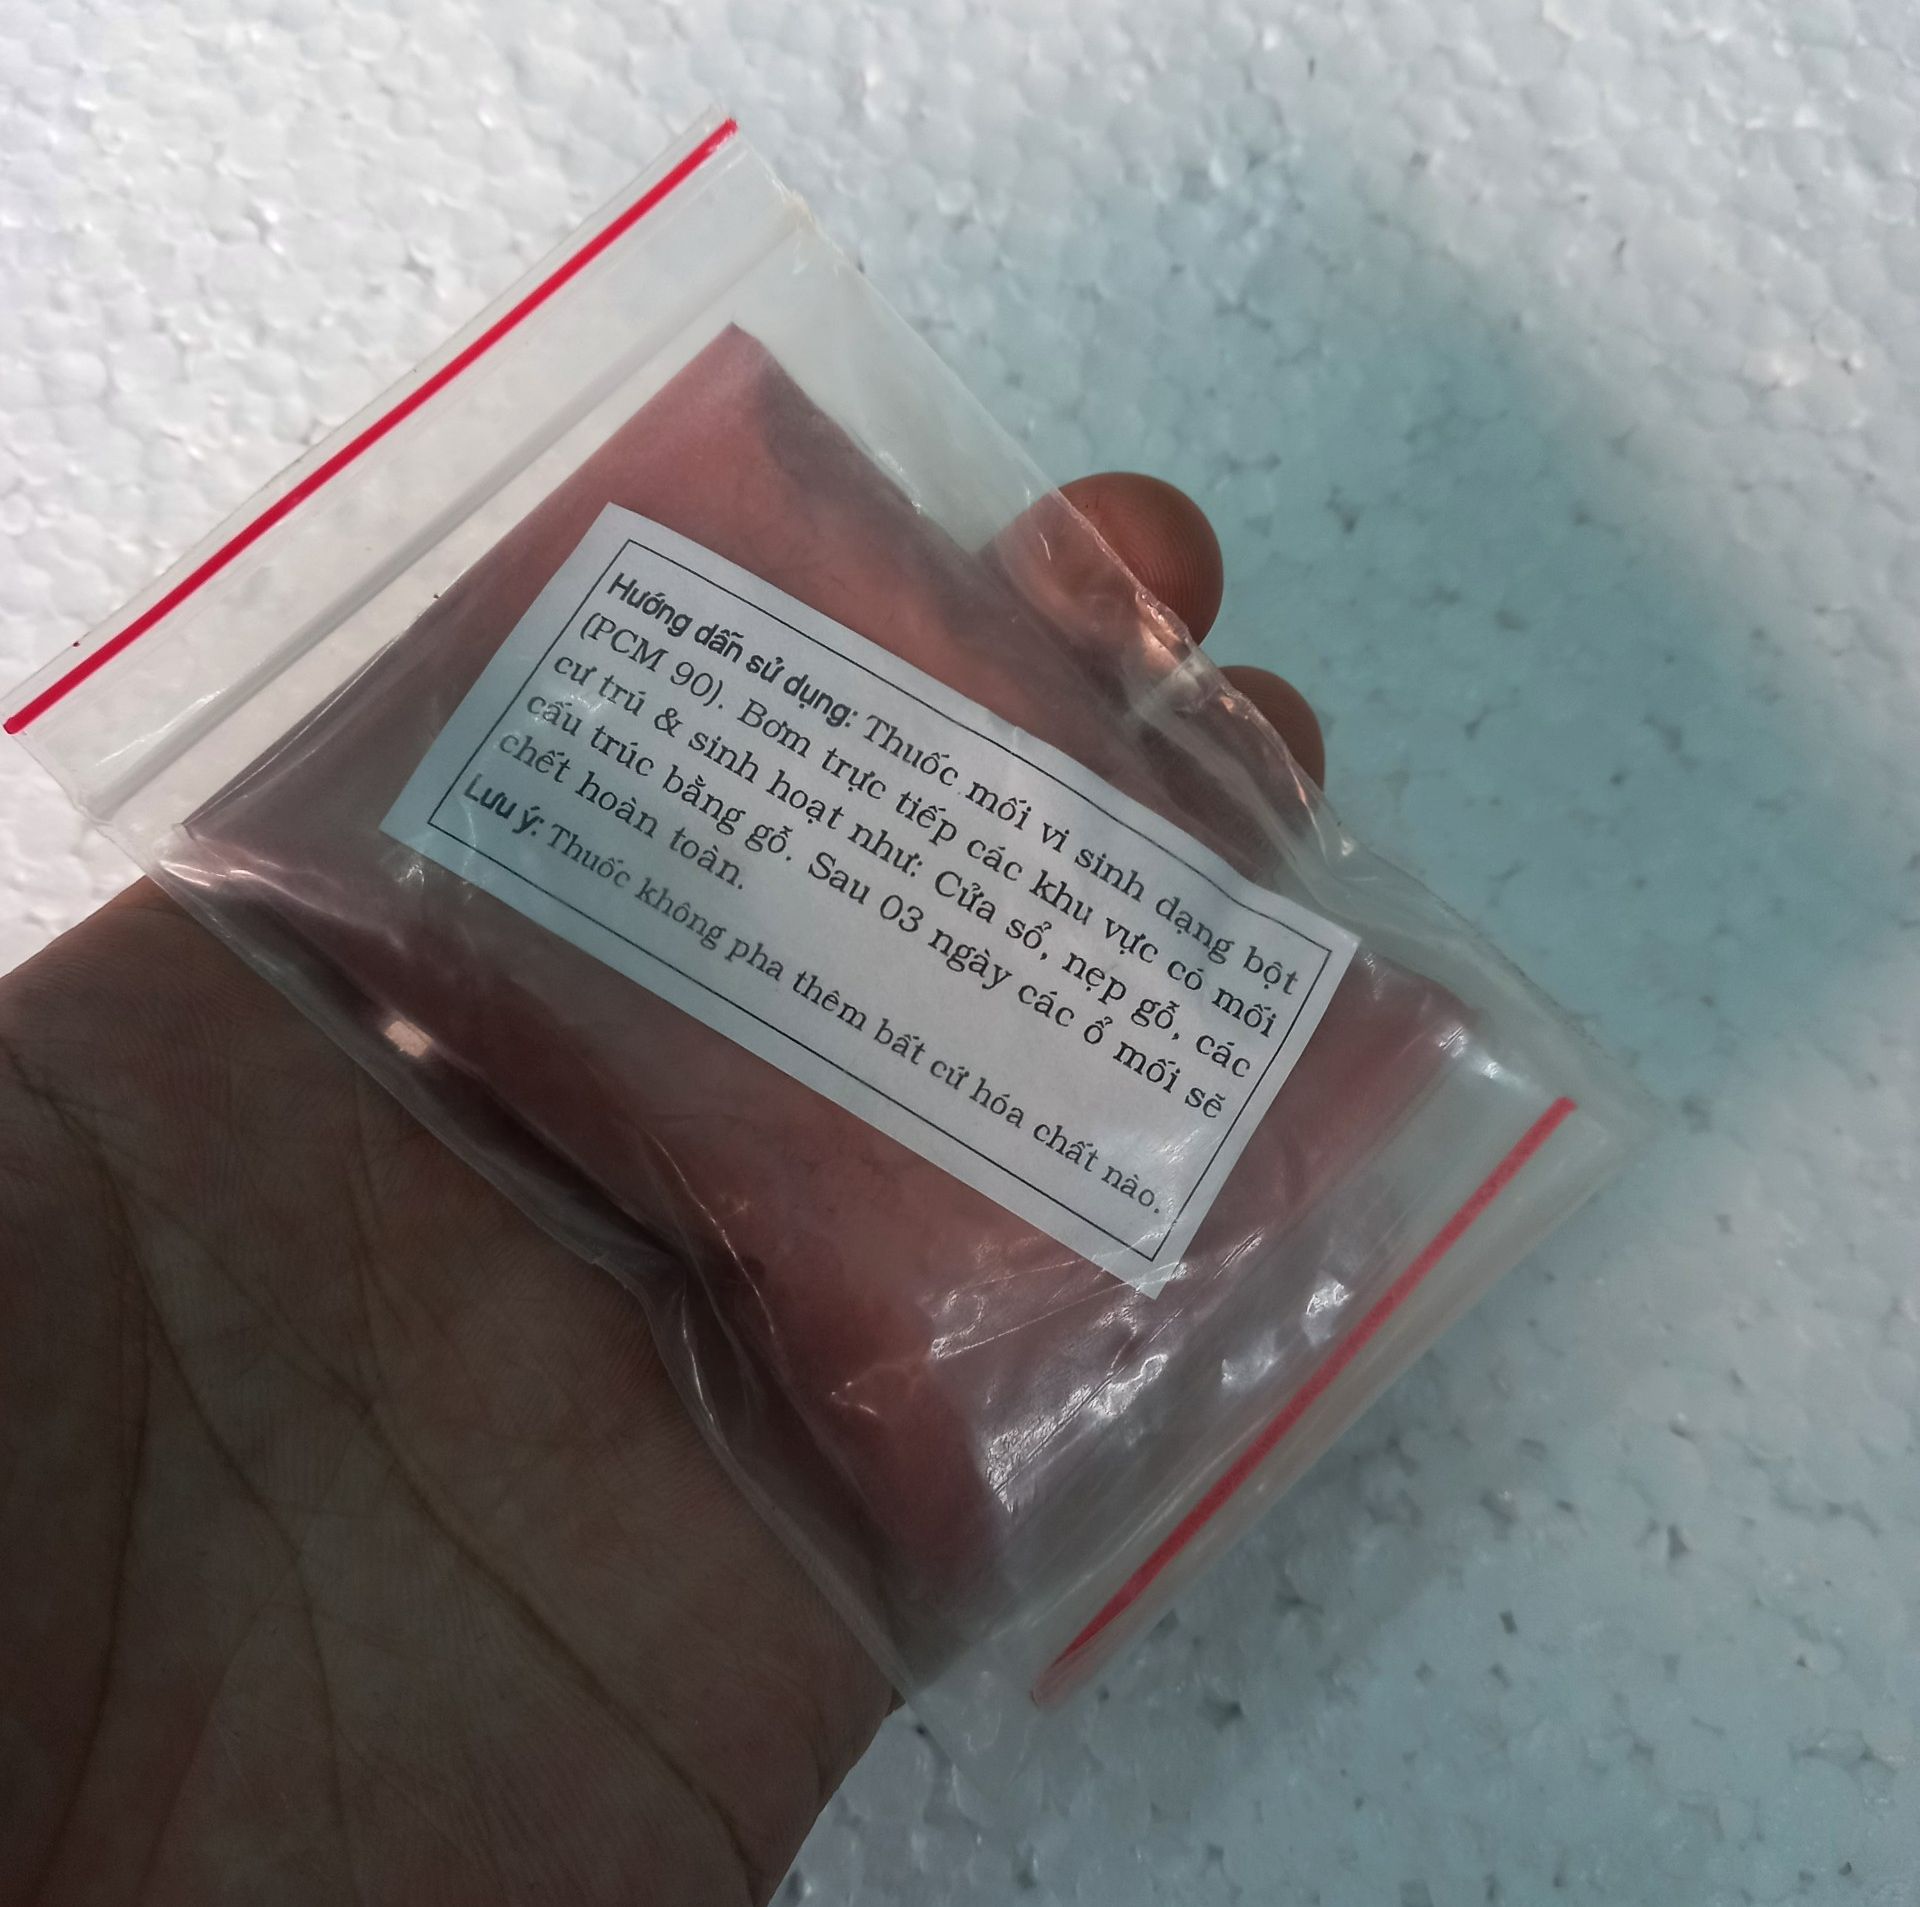 Hướng dẫn sử dụng: Thuốc mối vi sinh dạng bột
(PCM 90). Bơm trực tiếp các khu vực có mối
cư trú & sinh hoạt như: Cửa sổ, nẹp gỗ, các
cấu trúc bằng gỗ. Sau 03 ngày các ổ mối sẽ
chết hoàn toàn.
Lưu ý: Thuốc không pha thêm bất cứ hóa chất nào.